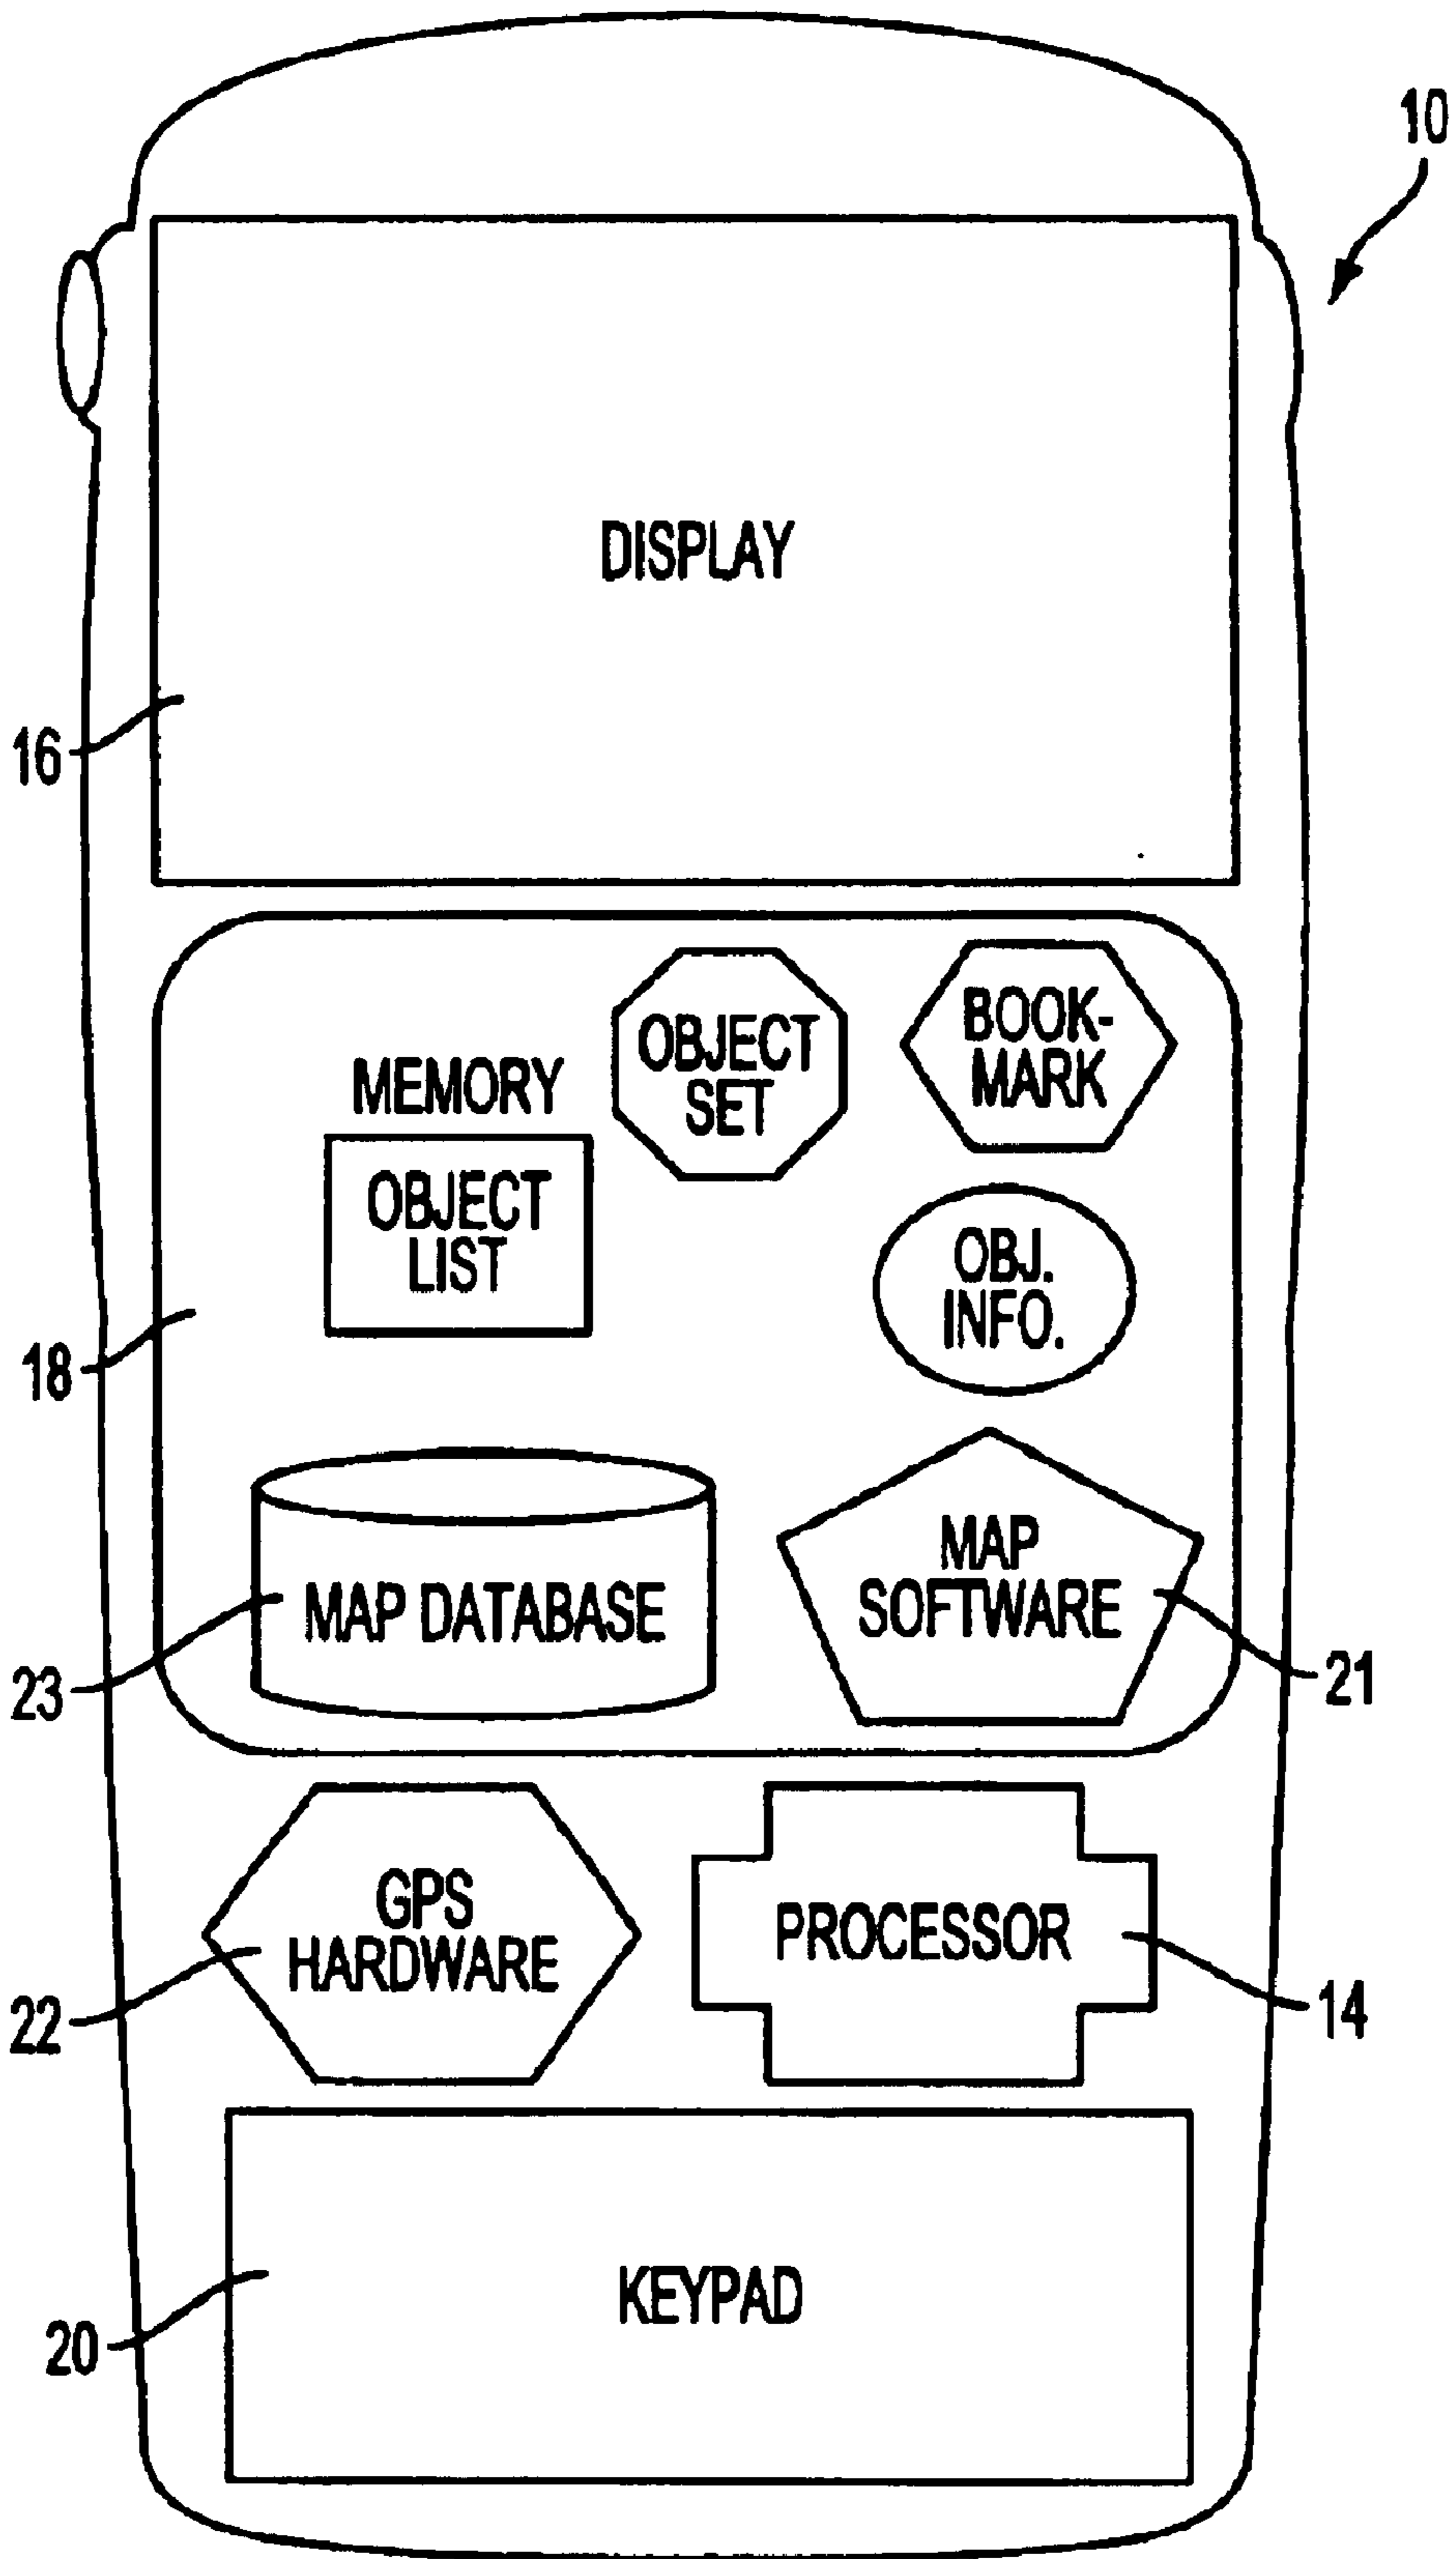 10
DISPLAY
16
OBJECT
SET
BOOK-
MARK
MEMORY
OBJECT
LIST
OBJ.
INFO.
18
MAP DATABASE
MAP
SOFTWARE
23
21
GPS
HARDWARE
PROCESSOR
22
14
KEYPAD
20